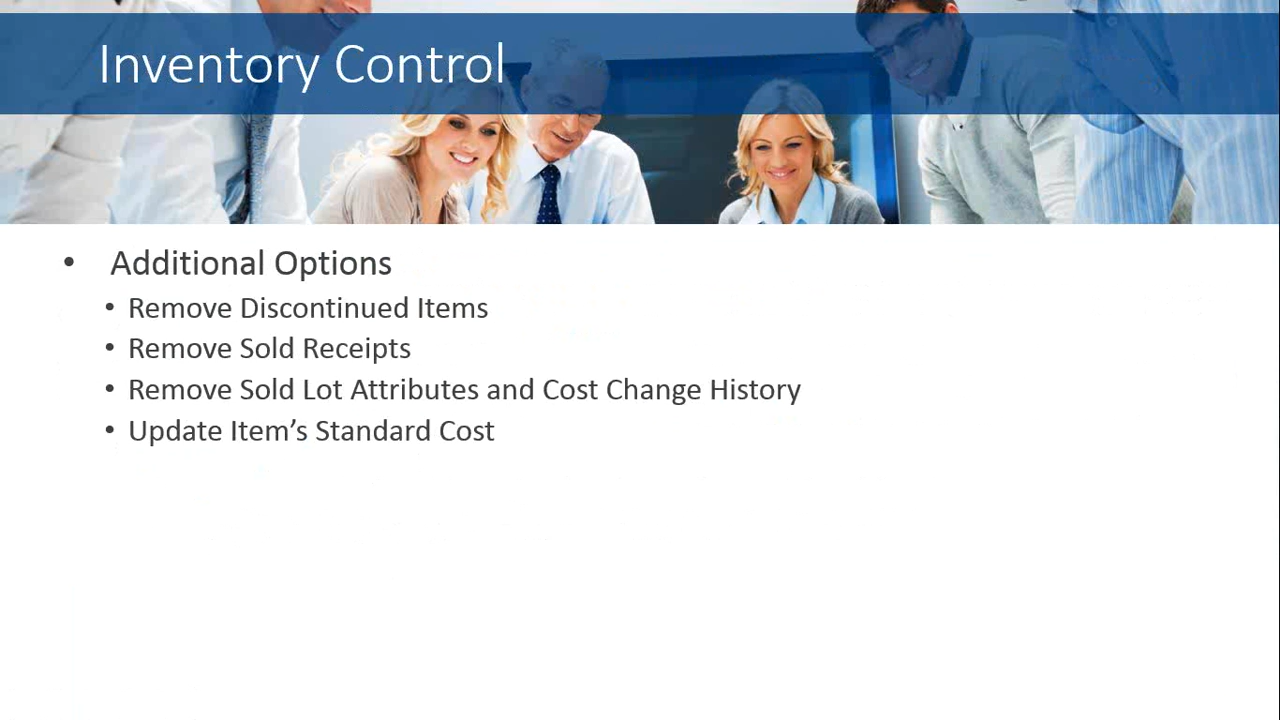 Inventory Control
• Additional Options
• Remove Discontinued Items
• Remove Sold Receipts
• Remove Sold Lot Attributes and Cost Change History
• Update Item’s Standard Cost